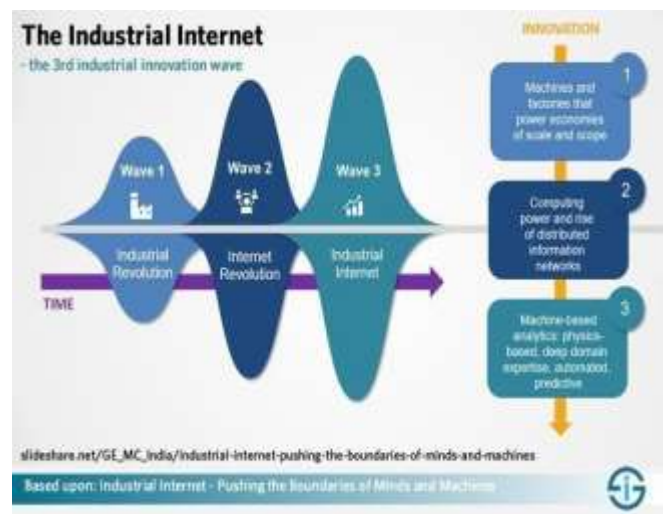 The Industrial Internet
- the 3rd industrial innovation wave
Wave 1
Wave 2
Wave 3
Industrial
Revolution
Internet
Revolution
Industrial
Internet
TIME
INNOVATION
1
Machines and
factories that
power economies
of scale and scope
2
Computing
power and rise
of distributed
information
networks
3
Machine-based
analytics: physics-
based, deep domain
expertise, automated,
predictive
slideshare.net/GE_MC_India/industrial-internet-pushing-the-boundaries-of-minds-and-machines
Based upon: Industrial Internet - Pushing the Boundaries of Minds and Machines